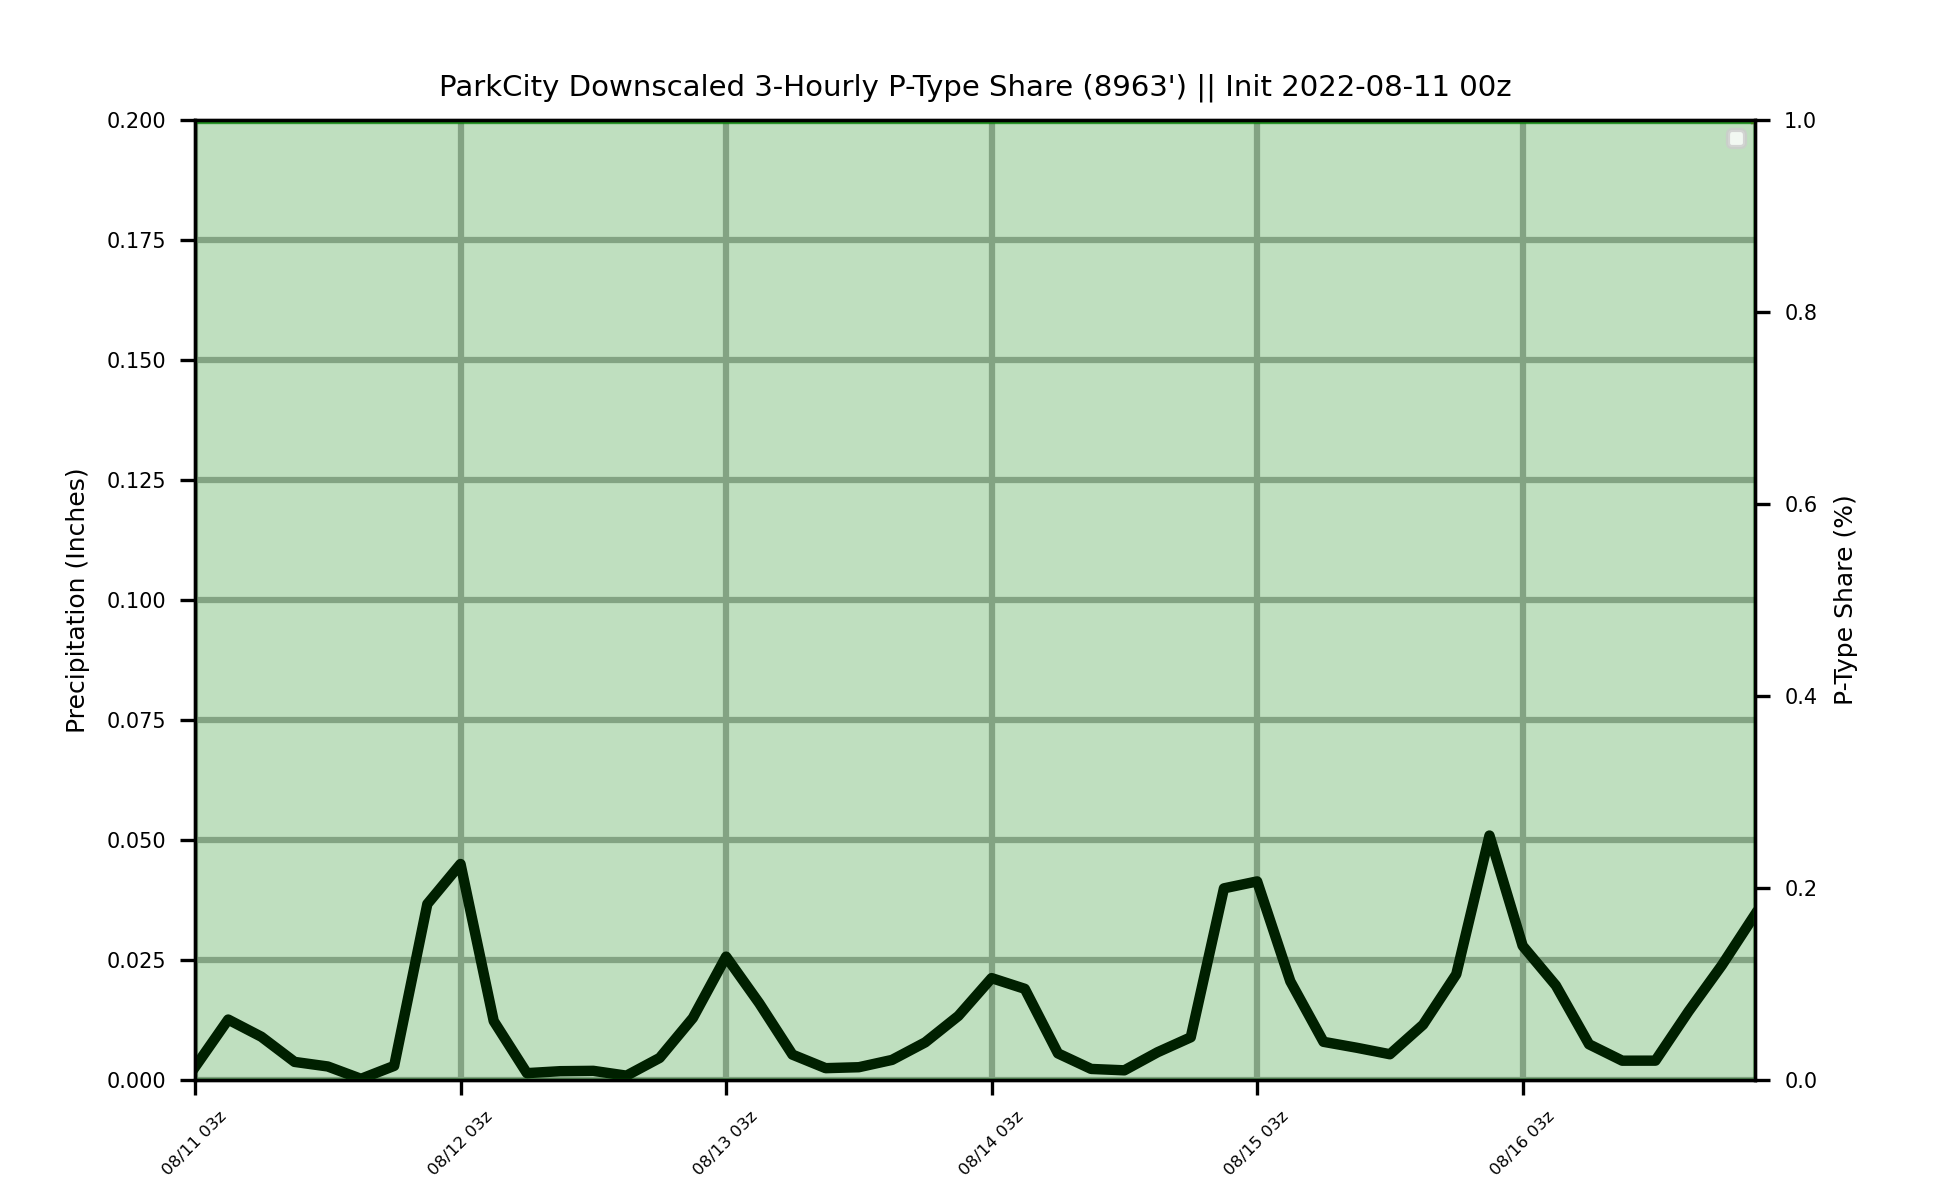 ParkCity Downscaled 3-Hourly P-Type Share (8963') || Init 2022-08-11 00z
0.200
0.175
0.150
0.125
0.100
0.075
0.050
0.025
0.000
Precipitation (Inches)
1.0
0.8
0.6
0.4
0.2
0.0
P-Type Share (%)
08/11 03z
08/12 03z
08/13 03z
08/14 03z
08/15 03z
08/16 03z